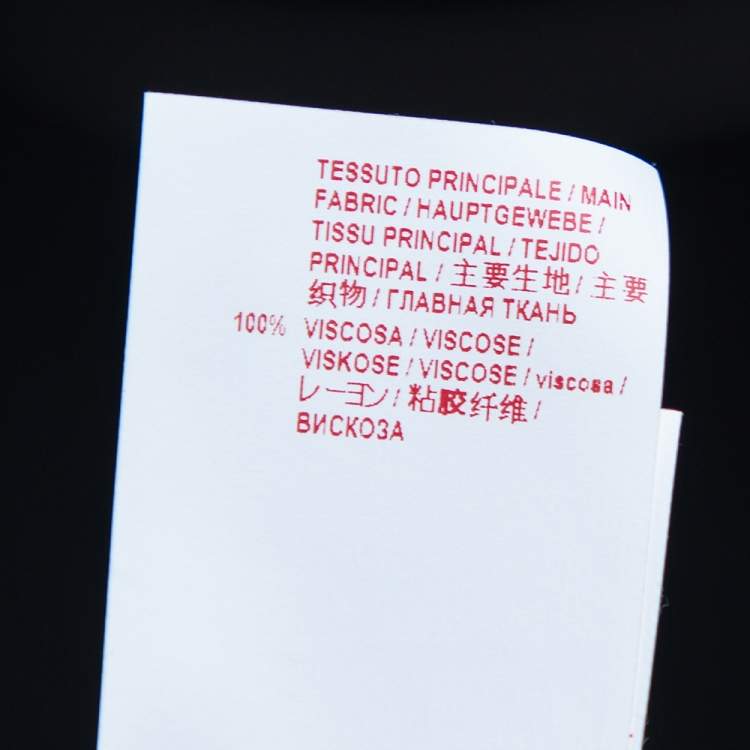 TESSUTO PRINCIPALE / MAIN
FABRIC / HAUPTGEWEBE /
TISSU PRINCIPAL / TEJIDO
PRINCIPAL / 主要生地 / 主要
织物 / ГЛАВНАЯ ТКАНЬ
100% VISCOSA / VISCOSE /
VISKOSE / VISCOSE / viscosa /
レーヨン / 粘胶纤维 /
ВИСКОЗА